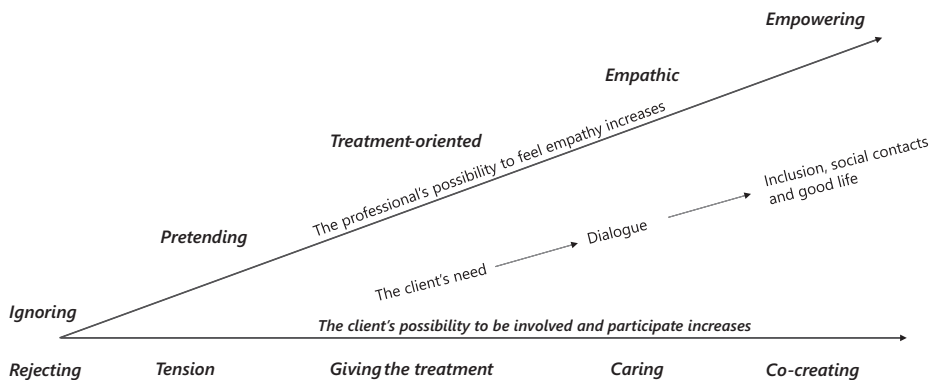 Empowering
Empathic
Treatment-oriented
The professional's possibility to feel empathy increases
Pretending
Inclusion, social contacts
and good life
Dialogue
The client's need
Ignoring
The client's possibility to be involved and participate increases
Rejecting
Tension
Giving the treatment
Caring
Co-creating